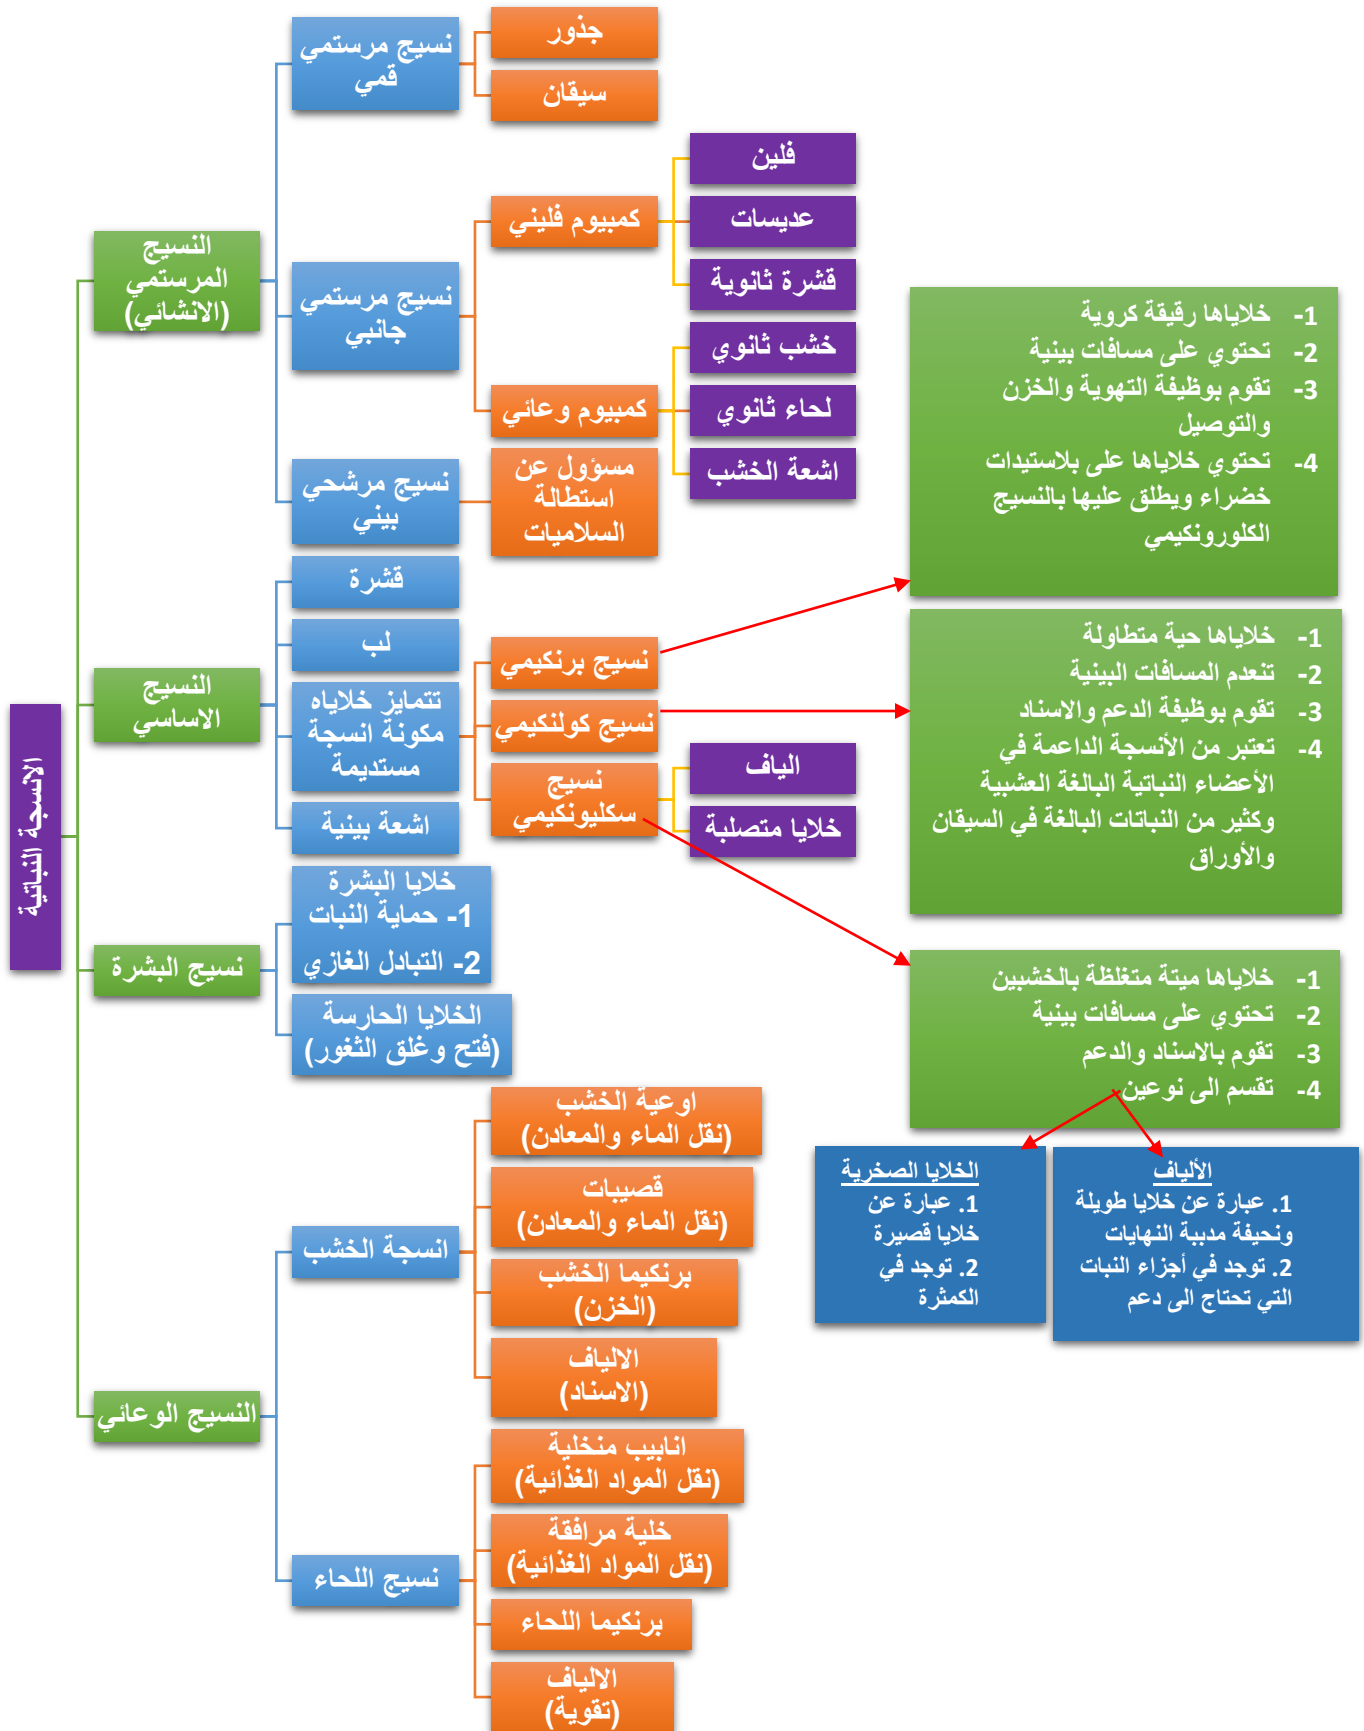 الانسجة النباتية
النسيج
المرستمي
(الانشائي)
نسيج مرستمي
قمي
جذور
سيقان
نسيج مرستمي
جانبي
كمبيوم فليني
فلين
عديسات
قشرة ثانوية
كمبيوم وعائي
خشب ثانوي
لحاء ثانوي
اشعة الخشب
نسيج مرشحي
بيني
مسؤول عن
استطالة
السلاميات
النسيج
الاساسي
قشرة
لب
تتمايز خلاياه
مكونة انسجة
مستديمة
نسيج برنكيمي
1- خلاياها رقيقة كروية
2- تحتوي على مسافات بينية
3- تقوم بوظيفة التهوية والخزن
والتوصيل
4- تحتوي خلاياها على بلاستيدات
خضراء ويطلق عليها بالنسيج
الكلورونكيمي
نسيج كولنكيمي
1- خلاياها حية متطاولة
2- تنعدم المسافات البينية
3- تقوم بوظيفة الدعم والاسناد
4- تعتبر من الأنسجة الداعمة في
الأعضاء النباتية البالغة العشبية
وكثير من النباتات البالغة في السيقان
والأوراق
نسيج
سكليونكيمي
الياف
خلايا متصلبة
1- خلاياها ميتة متغلظة بالخشبين
2- تحتوي على مسافات بينية
3- تقوم بالاسناد والدعم
4- تقسم الى نوعين
الألياف
1. عبارة عن خلايا طويلة
ونحيفة مدببة النهايات
2. توجد في أجزاء النبات
التي تحتاج الى دعم
الخلايا الصخرية
1. عبارة عن
خلايا قصيرة
2. توجد في
الكمثرة
اشعة بينية
نسيج البشرة
خلايا البشرة
1- حماية النبات
2- التبادل الغازي
الخلايا الحارسة
(فتح وغلق الثغور)
النسيج الوعائي
انسجة الخشب
اوعية الخشب
(نقل الماء والمعادن)
قصيبات
(نقل الماء والمعادن)
برنكيما الخشب
(الخزن)
الالياف
(الاسناد)
نسيج اللحاء
انابيب منخلية
(نقل المواد الغذائية)
خلية مرافقة
(نقل المواد الغذائية)
برنكيما اللحاء
الالياف
(تقوية)